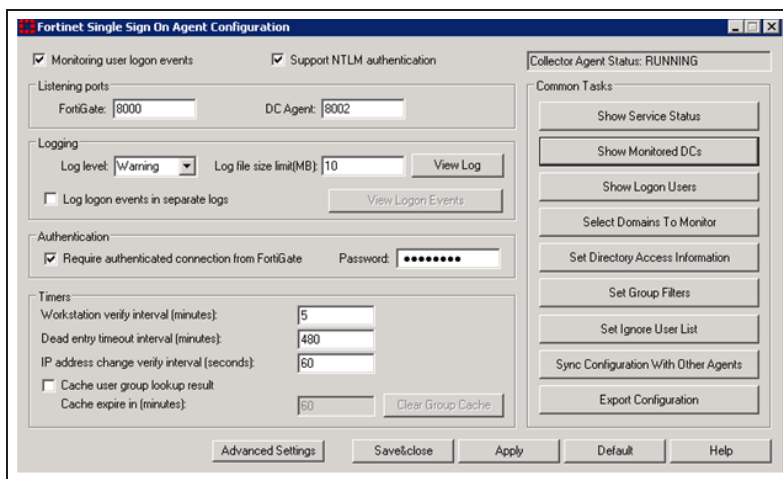 Fortinet Single Sign On Agent Configuration
Monitoring user logon events
Support NTLM authentication
Collector Agent Status: RUNNING
Listening ports
FortiGate: 8000
DC Agent: 8002
Logging
Log level: Warning
Log file size limit(MB): 10
View Log
Log logon events in separate logs
View Logon Events
Authentication
Require authenticated connection from FortiGate
Password: ●●●●●●●●
Timers
Workstation verify interval (minutes): 5
Dead entry timeout interval (minutes): 480
IP address change verify interval (seconds): 60
Cache user group lookup result
Cache expire in (minutes): 60
Clear Group Cache
Common Tasks
Show Service Status
Show Monitored DCs
Show Logon Users
Select Domains To Monitor
Set Directory Access Information
Set Group Filters
Set Ignore User List
Sync Configuration With Other Agents
Export Configuration
Advanced Settings
Save&close
Apply
Default
Help